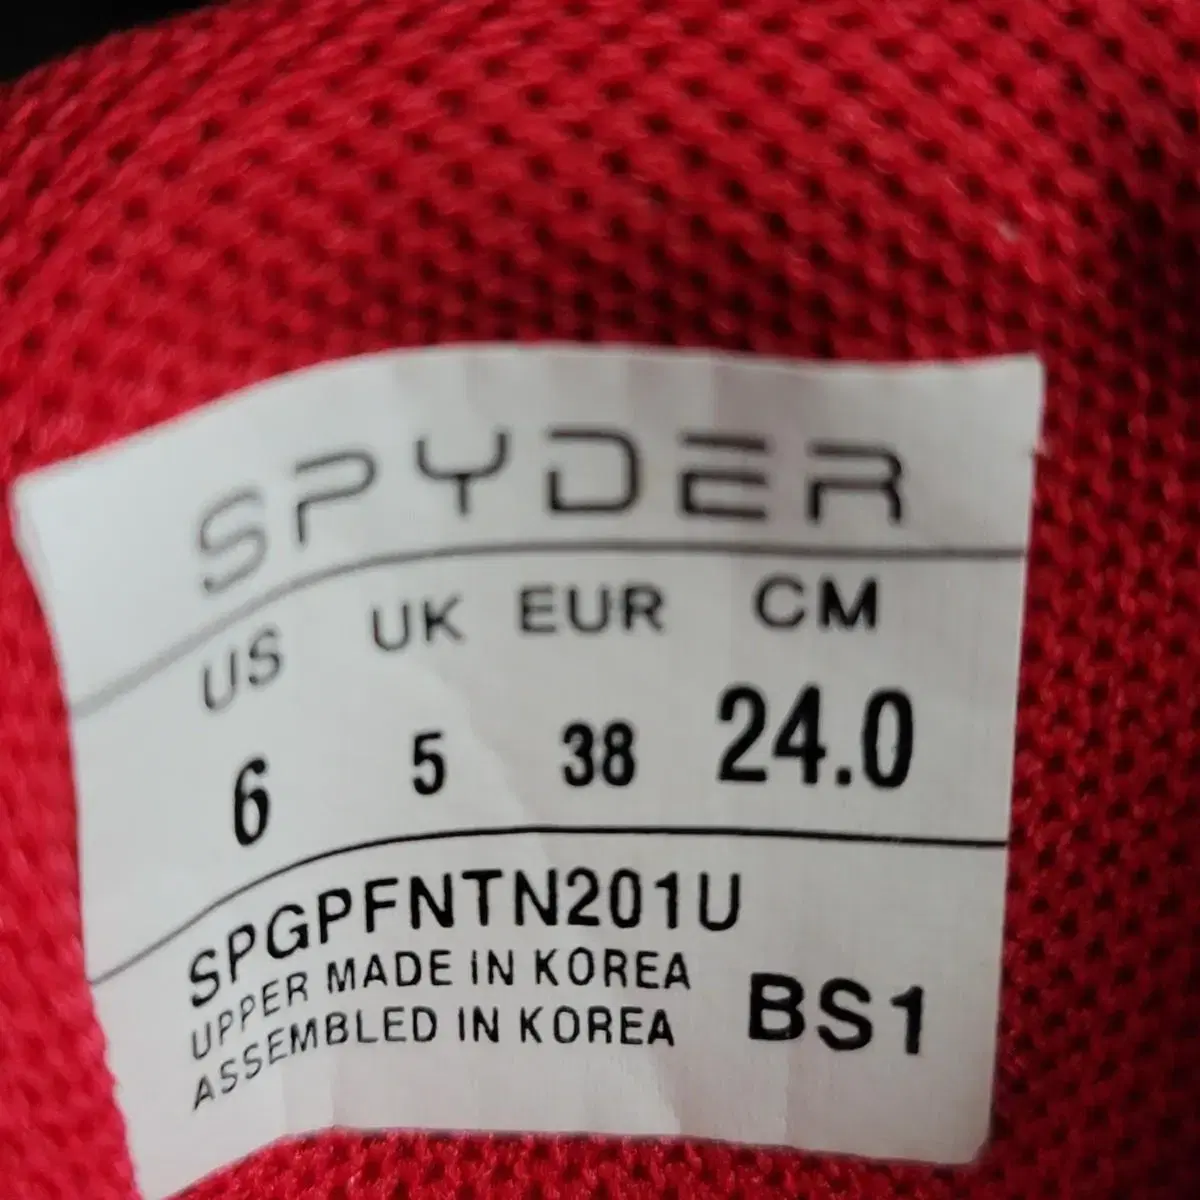 SPYDER
US UK EUR CM
6 5 38 24.0
SPGPFNTN201U
UPPER MADE IN KOREA
ASSEMBLED IN KOREA
BS1